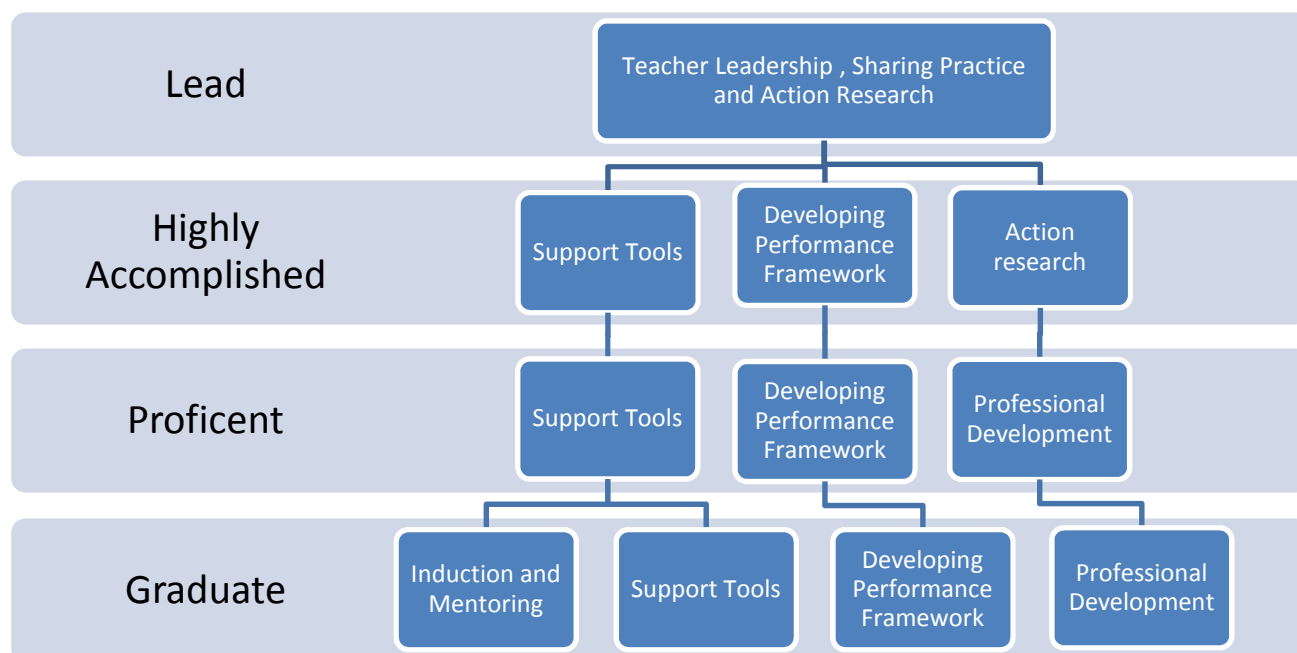 Lead
Teacher Leadership , Sharing Practice
and Action Research
Highly
Accomplished
Support Tools
Developing
Performance
Framework
Action
research
Proficent
Support Tools
Developing
Performance
Framework
Professional
Development
Graduate
Induction and
Mentoring
Support Tools
Developing
Performance
Framework
Professional
Development